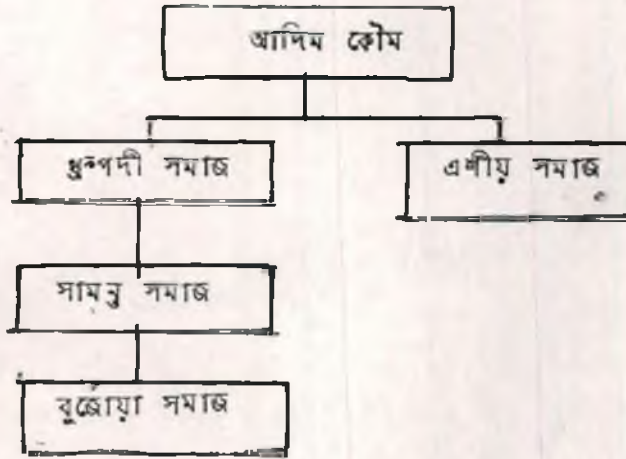 আদিম কৌম
ধ্রুপদী সমাজ
এশীয় সমাজ
সামন্ত সমাজ
বুর্জোয়া সমাজ